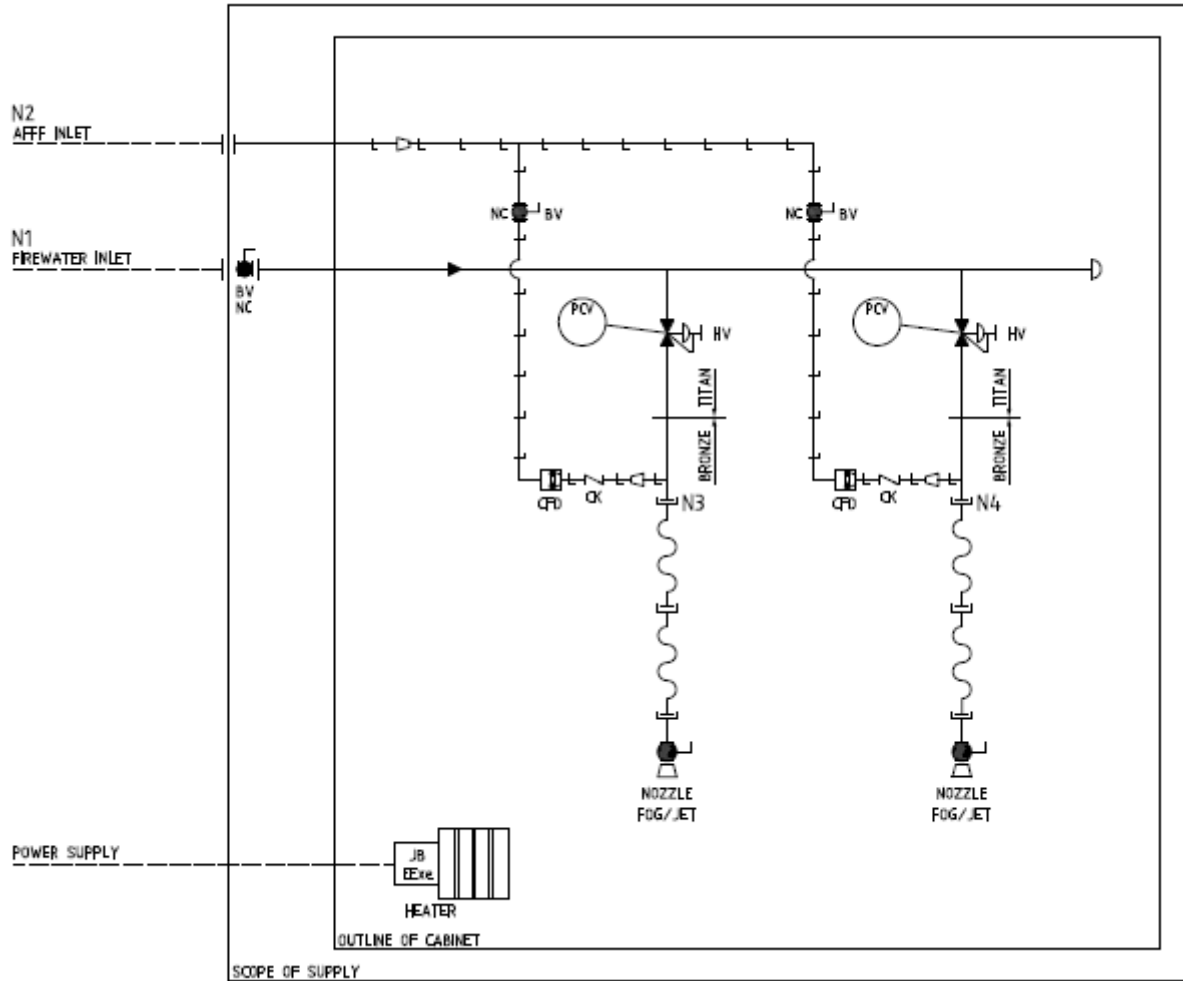 N2
AFFF INLET
NC BV
NC BV
N1
FIREWATER INLET
BV
NC
PCV
HV
PCV
HV
TITAN
BRONZE
TITAN
BRONZE
CFD
CK
N3
CFD
CK
N4
NOZZLE
FOG/JET
NOZZLE
FOG/JET
POWER SUPPLY
JB
EExe
HEATER
OUTLINE OF CABINET
SCOPE OF SUPPLY